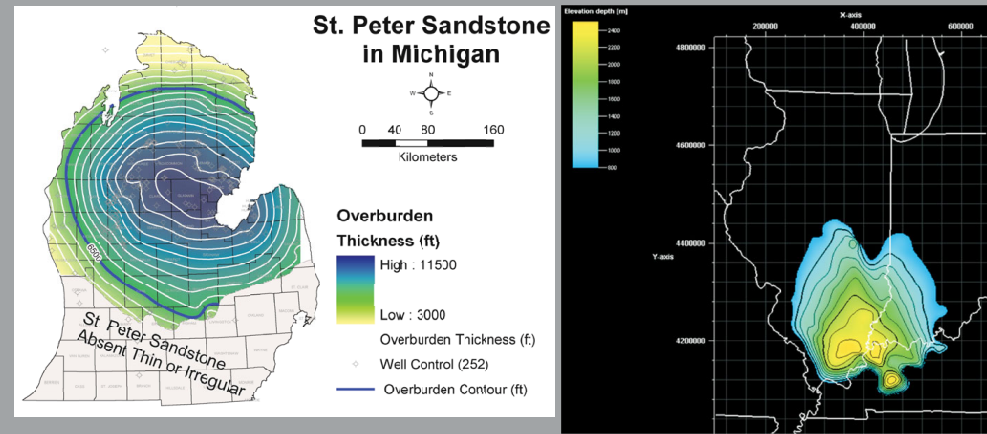 St. Peter Sandstone
in Michigan
N
W
E
S
0 40 80 160
Kilometers
6500
St. Peter Sandstone
Absent Thin or Irregular
Overburden
Thickness (ft)
High : 11500
Low : 3000
Overburden Thickness (ft)
Well Control (252)
Overburden Contour (ft)
Elevation depth [m]
2400
2200
2000
1800
1600
1400
1200
1000
800
X-axis
200000
400000
600000
Y-axis
4800000
4600000
4400000
4200000